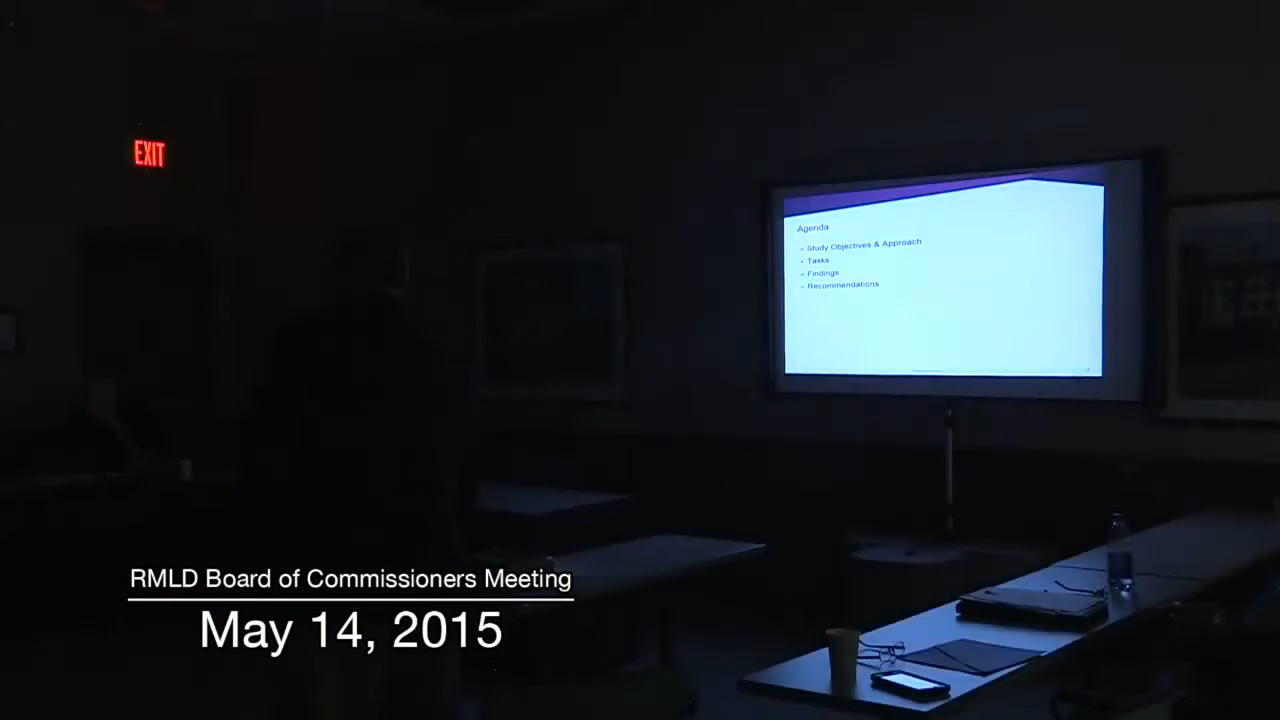 EXIT
Agenda
- Study Objectives & Approach
- Tasks
- Findings
- Recommendations
RMLD Board of Commissioners Meeting
May 14, 2015